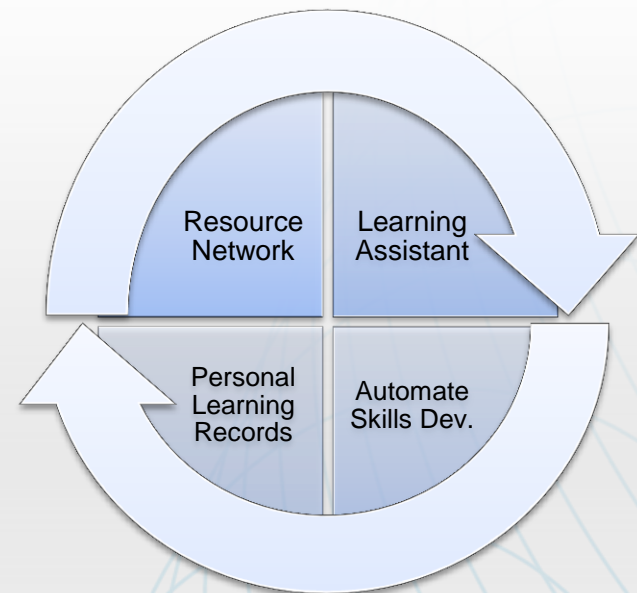 Resource
Network
Learning
Assistant
Personal
Learning
Records
Automate
Skills Dev.